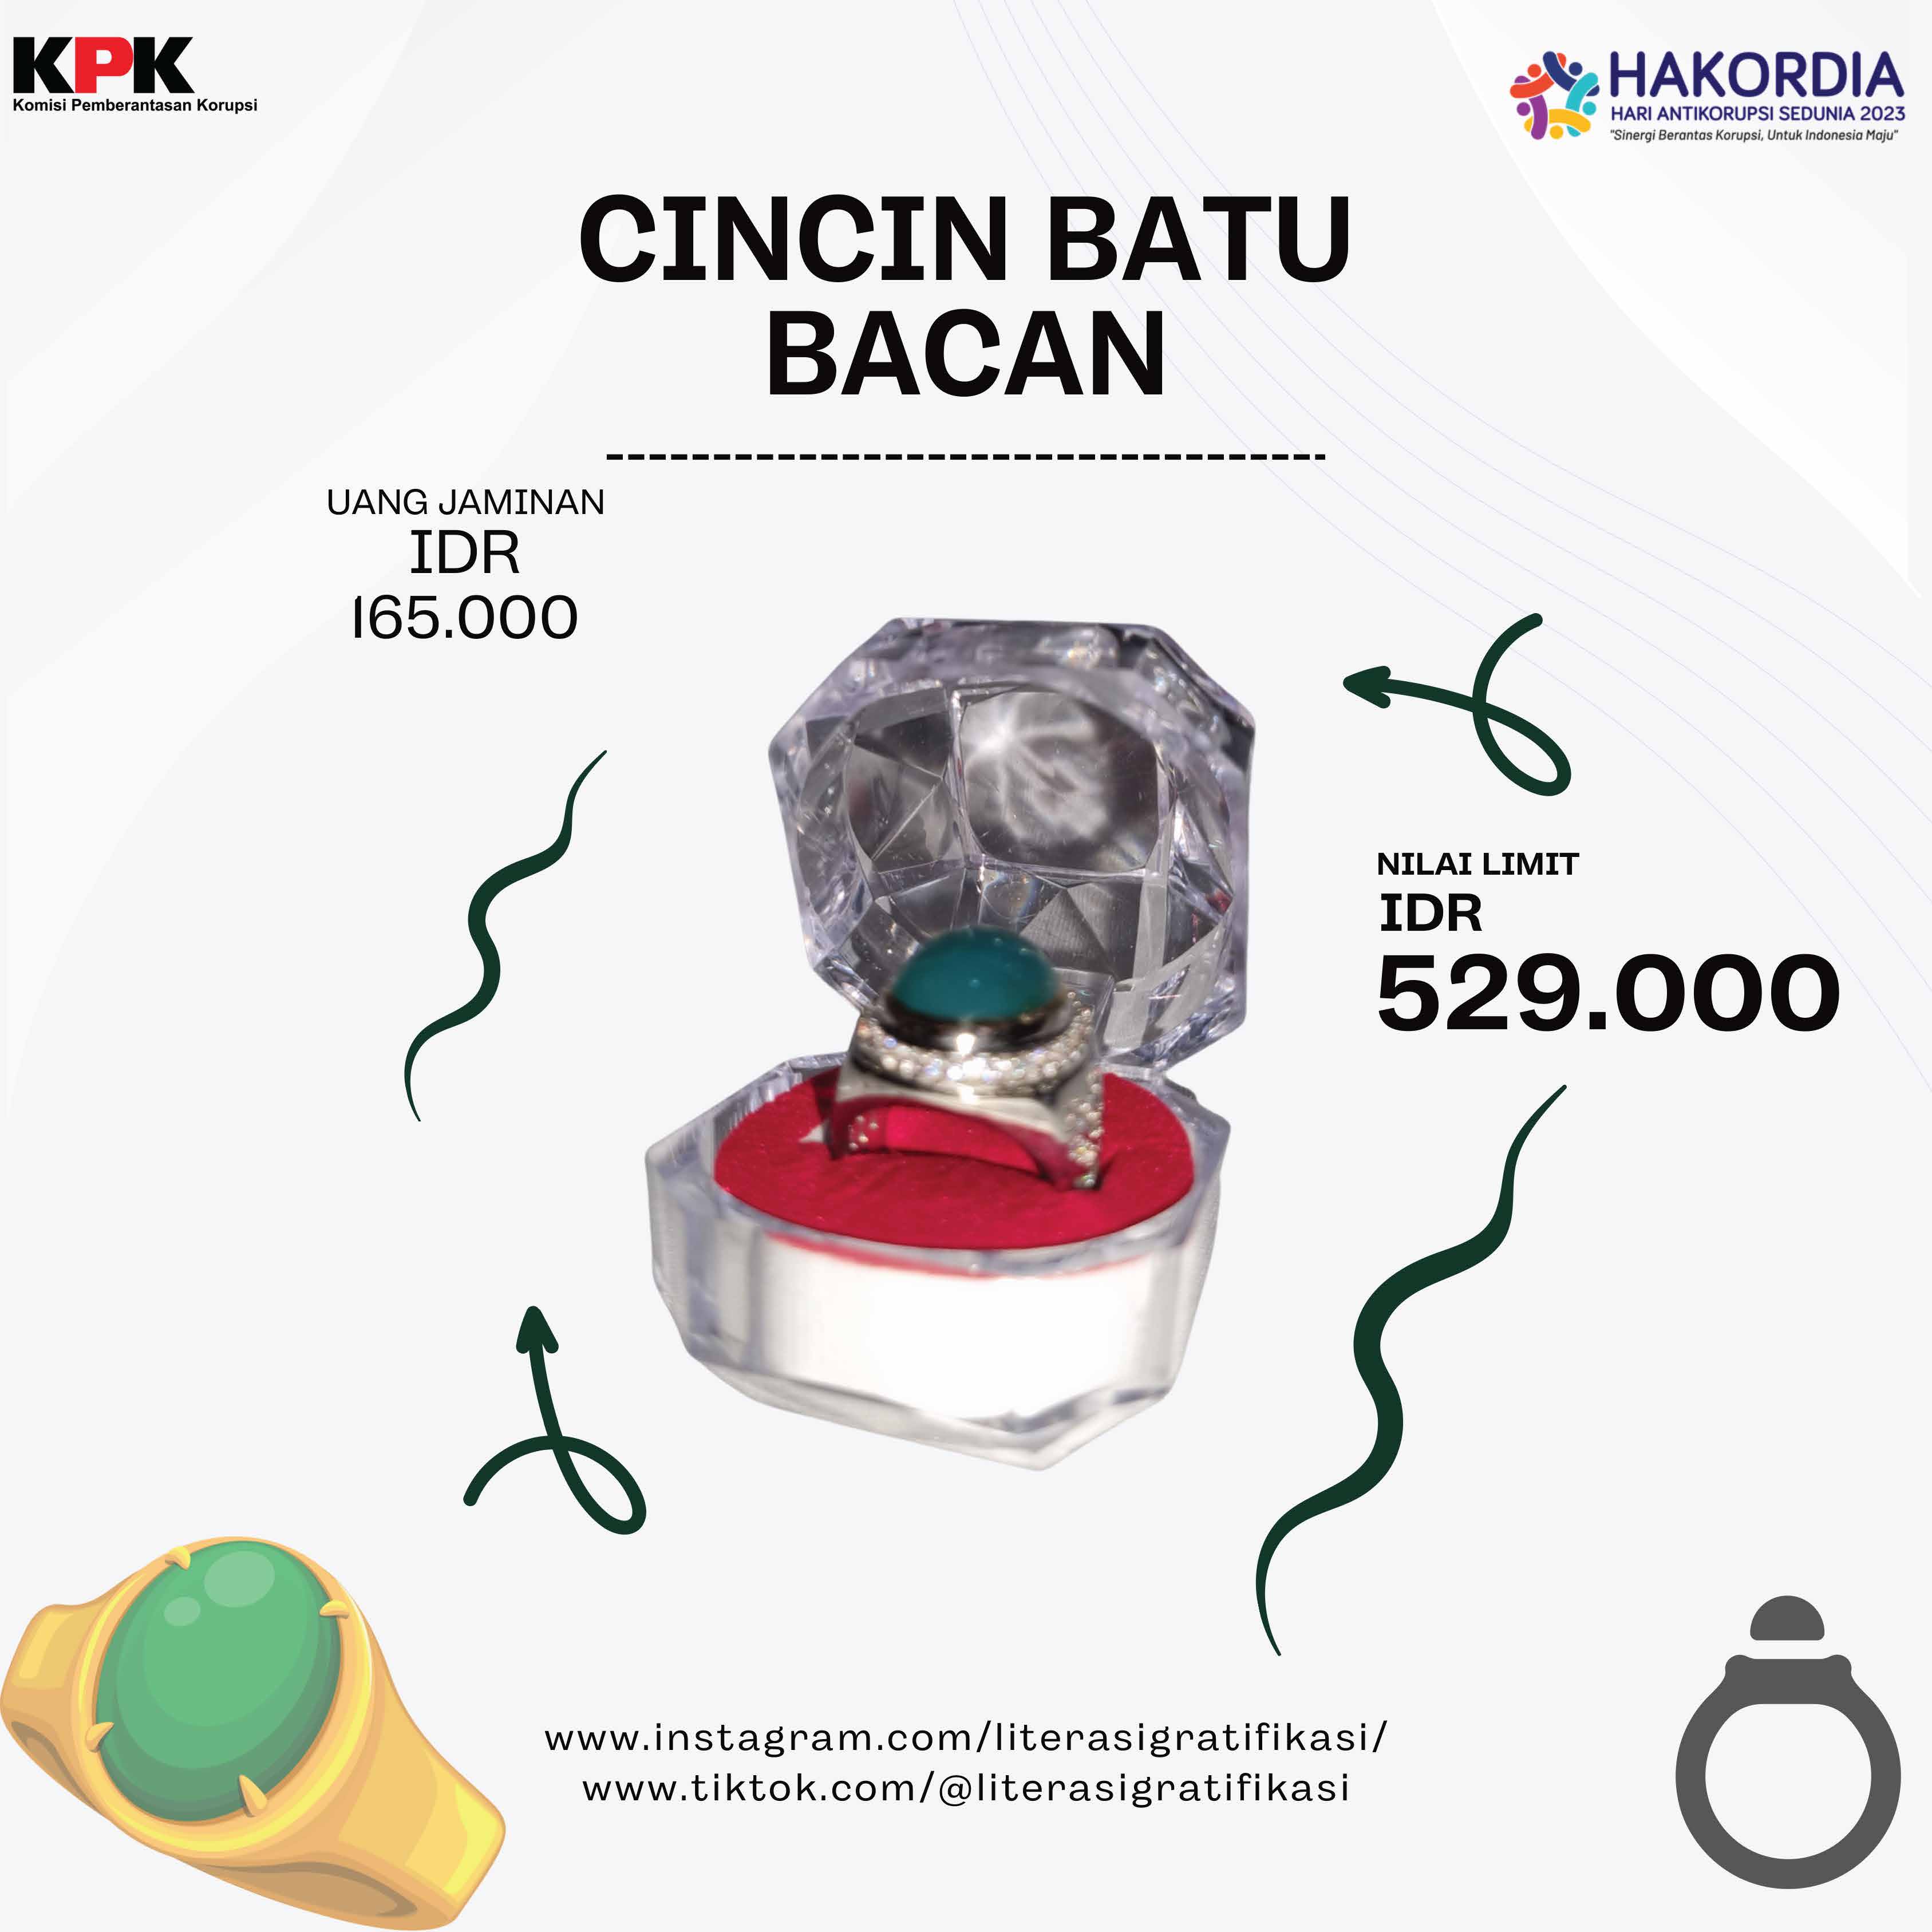 KPK
Komisi Pemberantasan Korupsi
HAKORDIA
HARI ANTIKORUPSI SEDUNIA 2023
"Sinergi Berantas Korupsi, Untuk Indonesia Maju"
CINCIN BATU
BACAN
UANG JAMINAN
IDR
165.000
NILAI LIMIT
IDR
529.000
www.instagram.com/literasigratifikasi/
www.tiktok.com/@literasigratifikasi